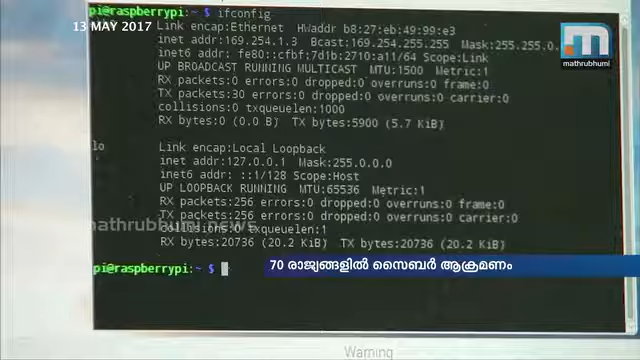 pi@raspberrypi:~ $ ifconfig
13 MAY 2017
Link encap:Ethernet HWaddr b8:27:eb:49:99:e3
inet addr:169.254.1.3 Bcast:169.254.255.255 Mask:255.255.0.
inet6 addr: fe80::cfbf:7d1b:2710:a11/64 Scope:Link
UP BROADCAST RUNNING MULTICAST MTU:1500 Metric:1
RX packets:0 errors:0 dropped:0 overruns:0 frame:0
TX packets:30 errors:0 dropped:0 overruns:0 carrier:0
collisions:0 txqueuelen:1000
RX bytes:0 (0.0 B) TX bytes:5900 (5.7 KiB)
mathrubhumi
lo Link encap:Local Loopback
inet addr:127.0.0.1 Mask:255.0.0.0
inet6 addr: ::1/128 Scope:Host
UP LOOPBACK RUNNING MTU:65536 Metric:1
RX packets:256 errors:0 dropped:0 overruns:0 frame:0
TX packets:256 errors:0 dropped:0 overruns:0 carrier:0
collisions:0 txqueuelen:1
RX bytes:20736 (20.2 KiB) TX bytes:20736 (20.2 KiB)
mathrubhumi news
pi@raspberrypi:~ $
70 രാജ്യങ്ങളിൽ സൈബർ ആക്രമണം
Warning